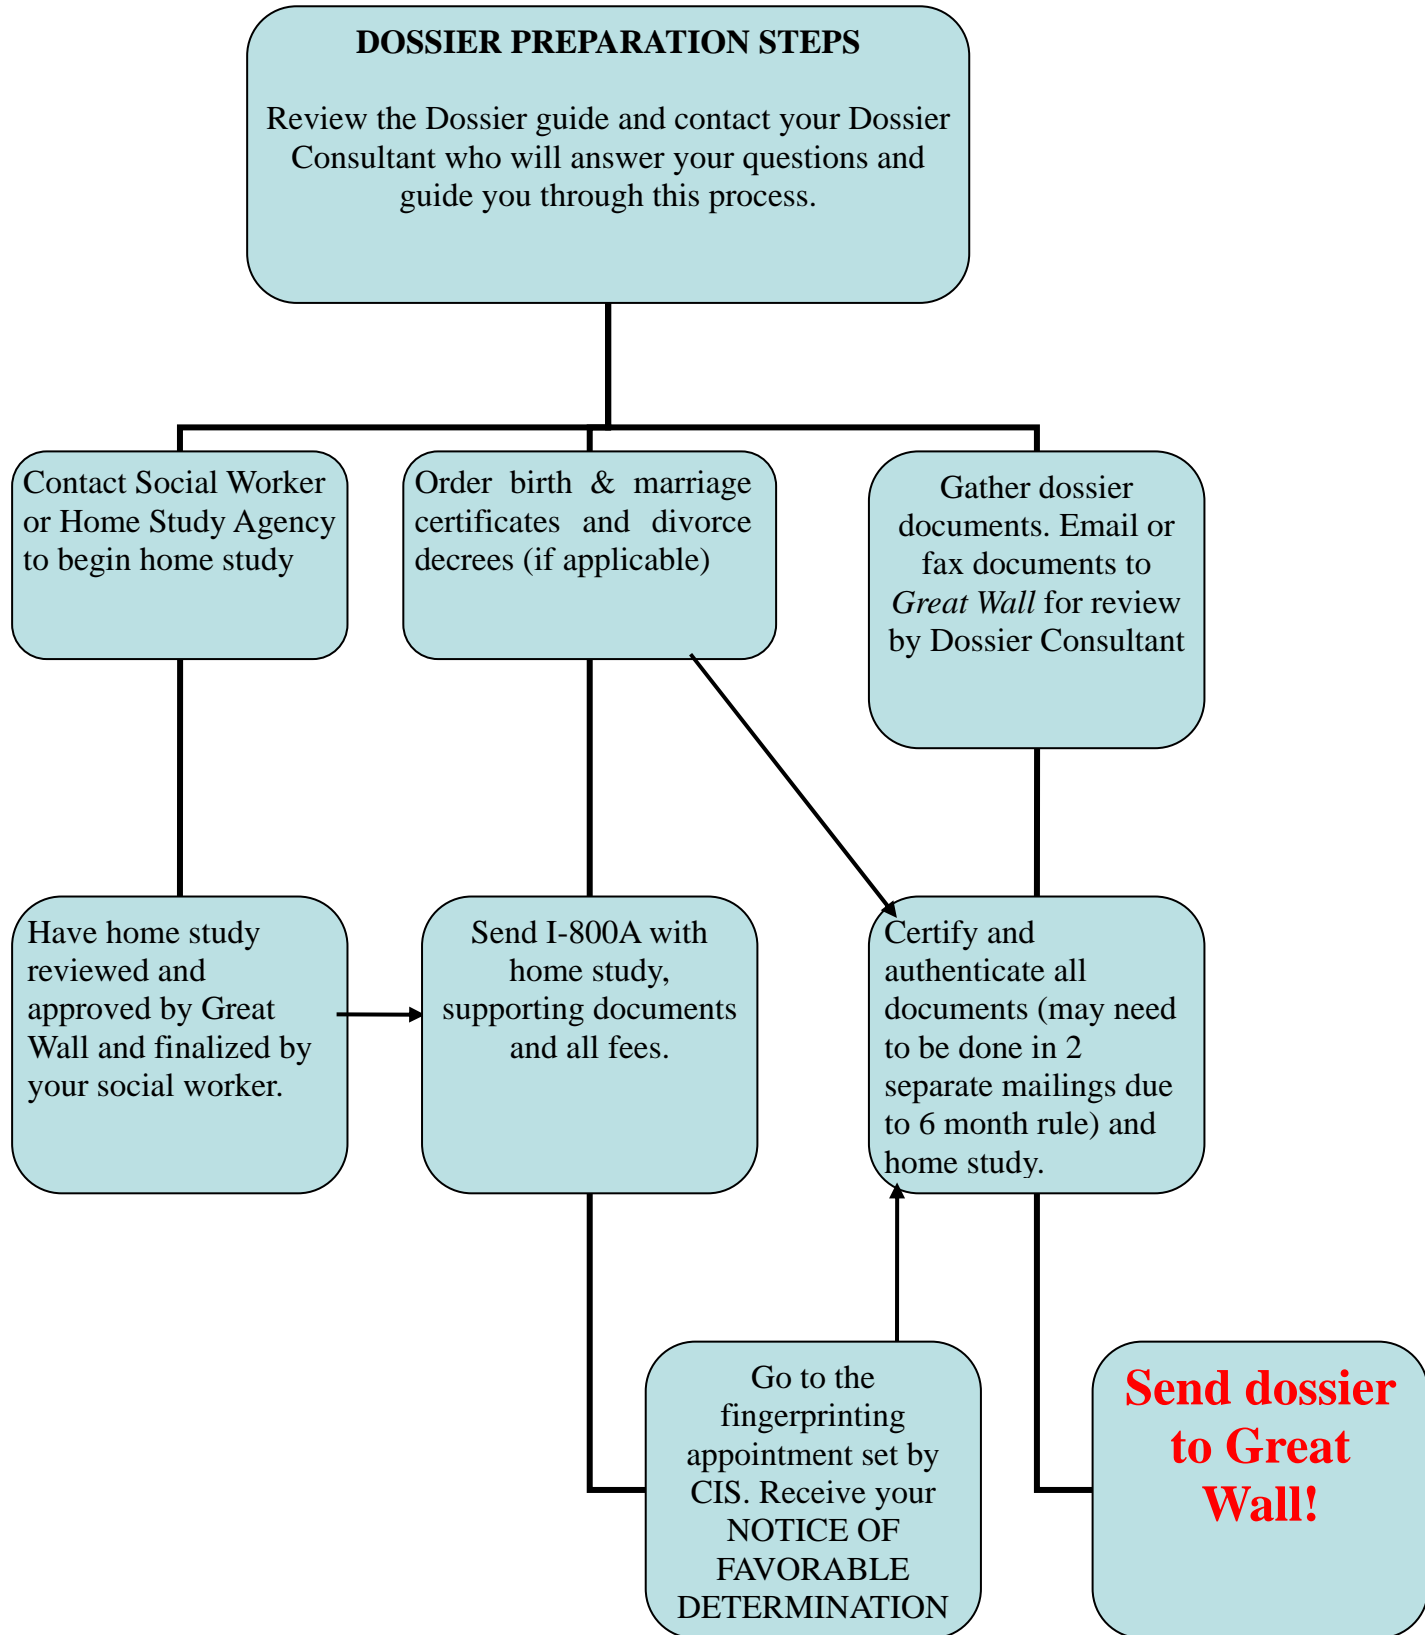 DOSSIER PREPARATION STEPS
Review the Dossier guide and contact your Dossier
Consultant who will answer your questions and
guide you through this process.
Contact Social Worker
or Home Study Agency
to begin home study
Order birth & marriage
certificates and divorce
decrees (if applicable)
Gather dossier
documents. Email or
fax documents to
Great Wall for review
by Dossier Consultant
Have home study
reviewed and
approved by Great
Wall and finalized by
your social worker.
Send I-800A with
home study,
supporting documents
and all fees.
Certify and
authenticate all
documents (may need
to be done in 2
separate mailings due
to 6 month rule) and
home study.
Go to the
fingerprinting
appointment set by
CIS. Receive your
NOTICE OF
FAVORABLE
DETERMINATION
Send dossier
to Great
Wall!